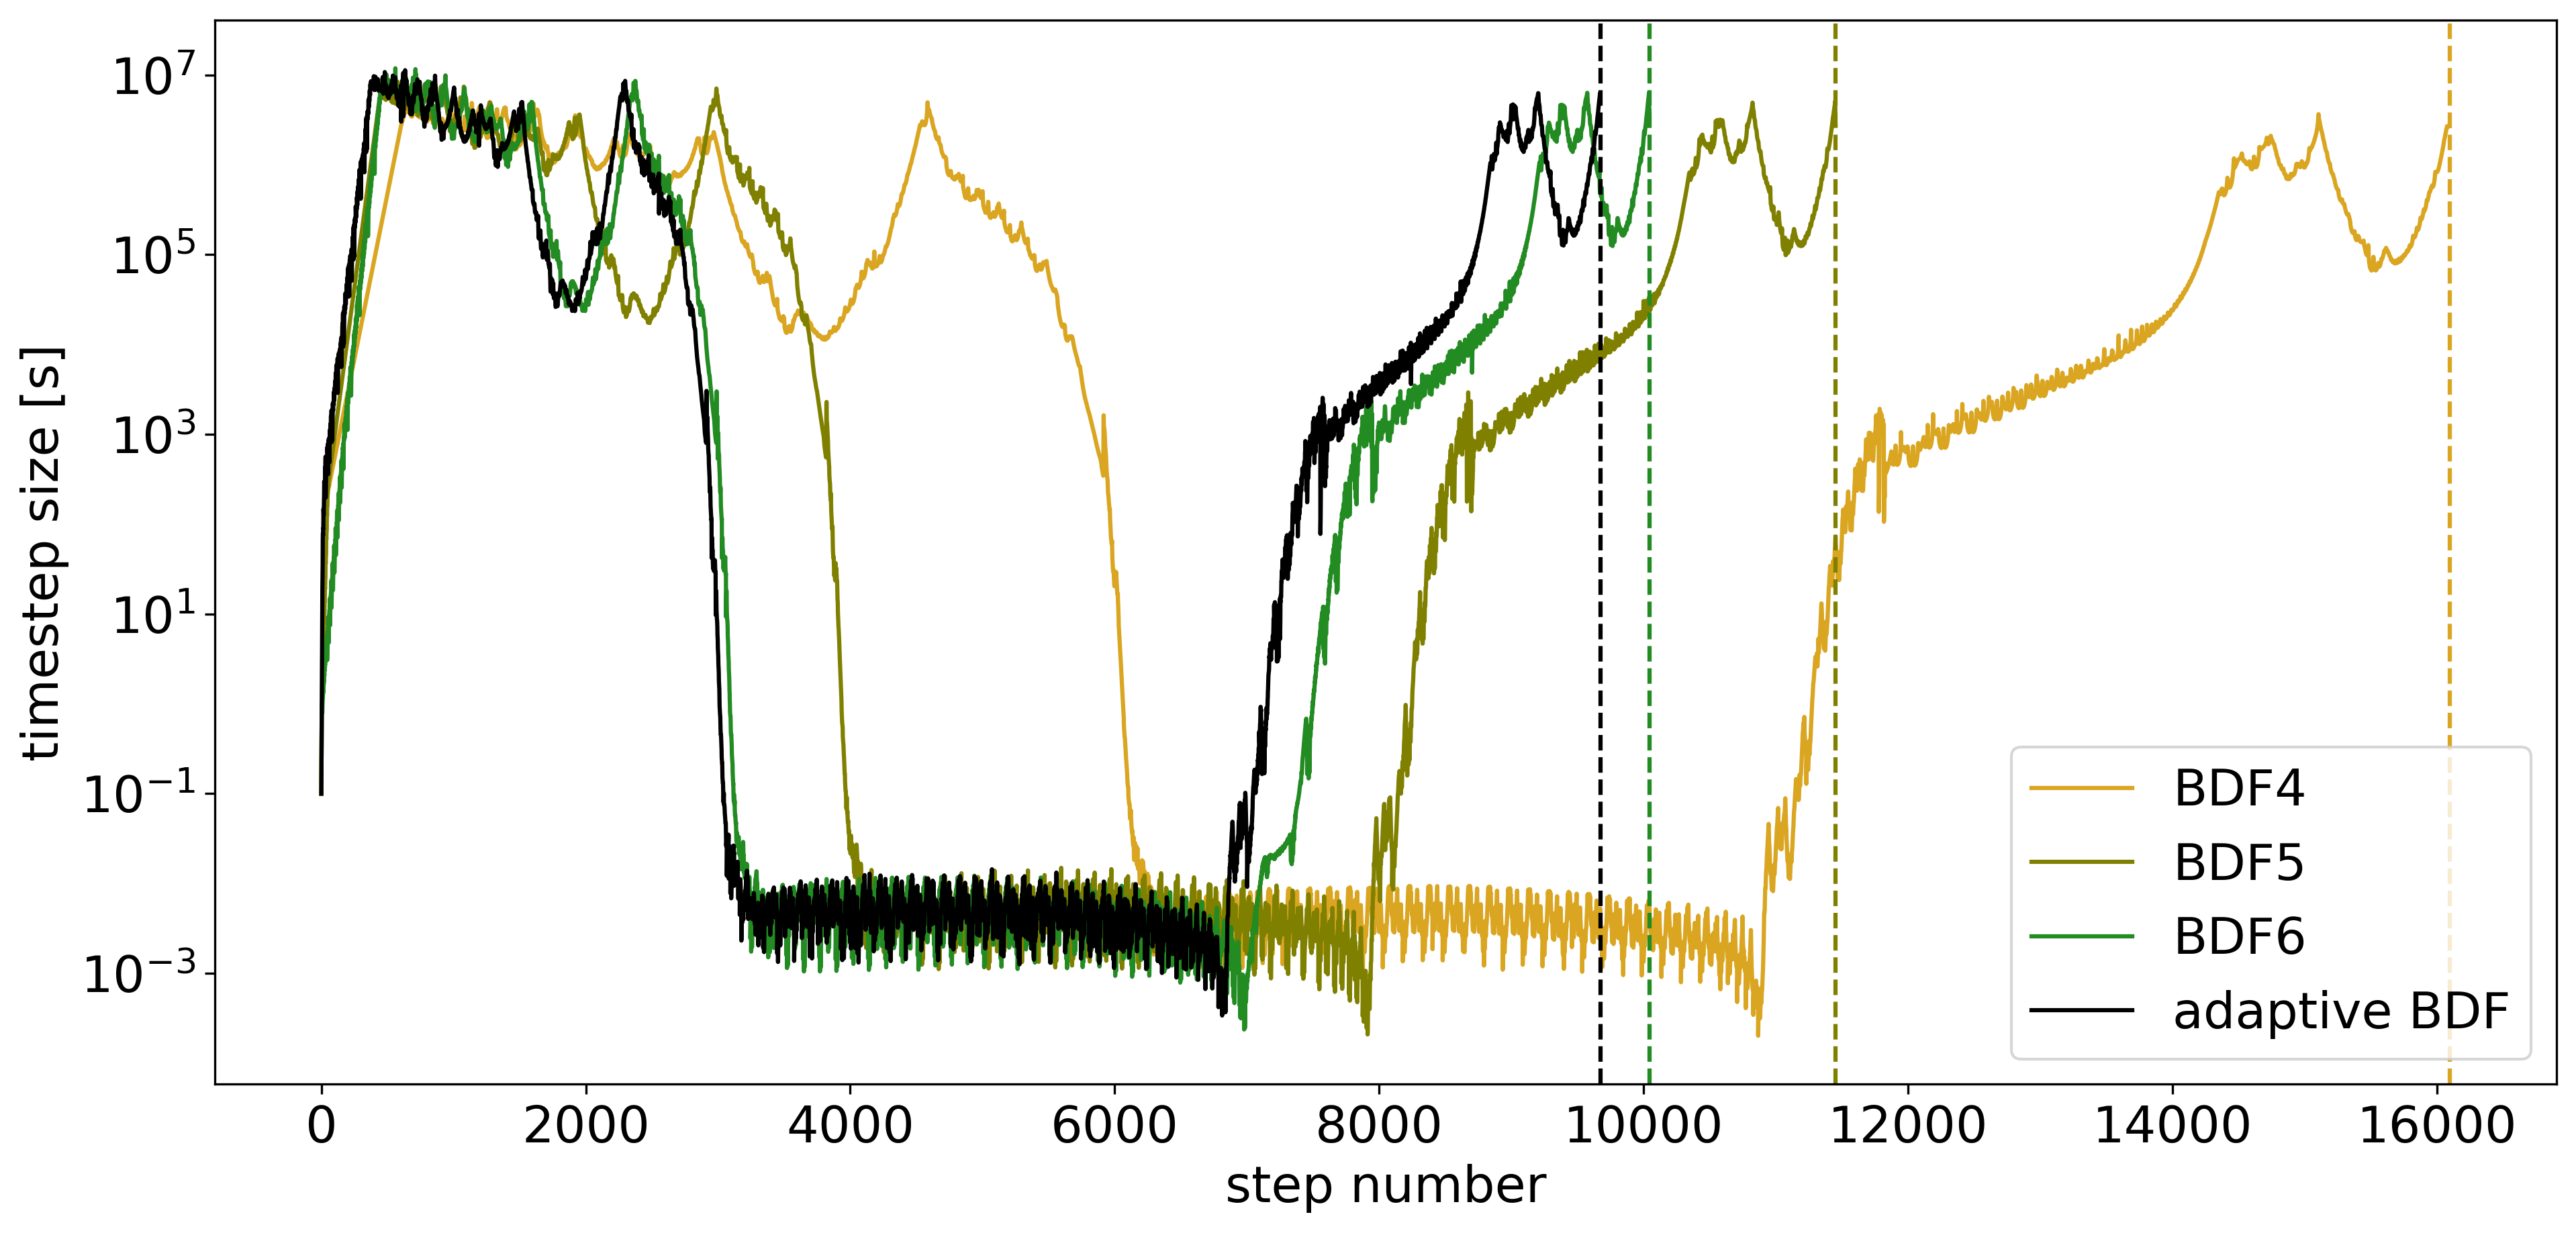 timestep size [s]
10^7
10^5
10^3
10^1
10^−1
10^−3
BDF4
BDF5
BDF6
adaptive BDF
0 2000 4000 6000 8000 10000 12000 14000 16000
step number